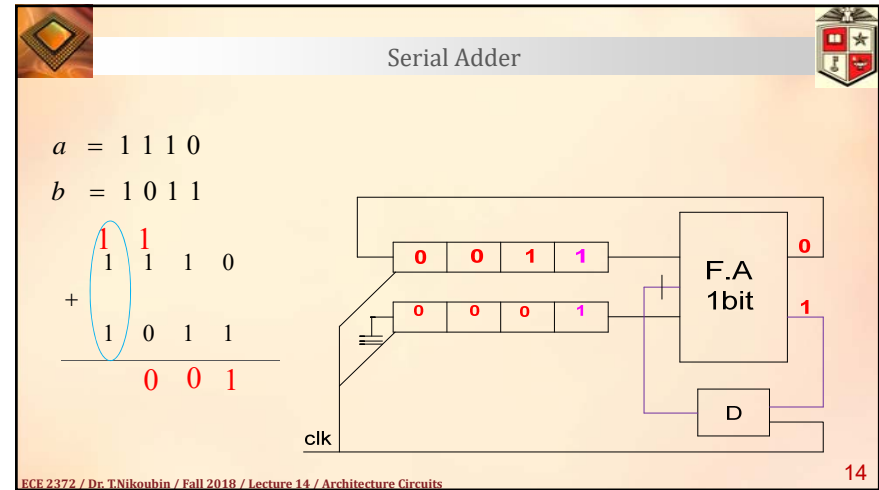 Serial Adder
a = 1 1 1 0
b = 1 0 1 1
1 1
1 1 1 0
+
1 0 1 1
0 0 1
0 0 1 1
0 0 0 1
F.A
1bit
0
1
D
clk
ECE 2372 / Dr. T.Nikoubin / Fall 2018 / Lecture 14 / Architecture Circuits
14